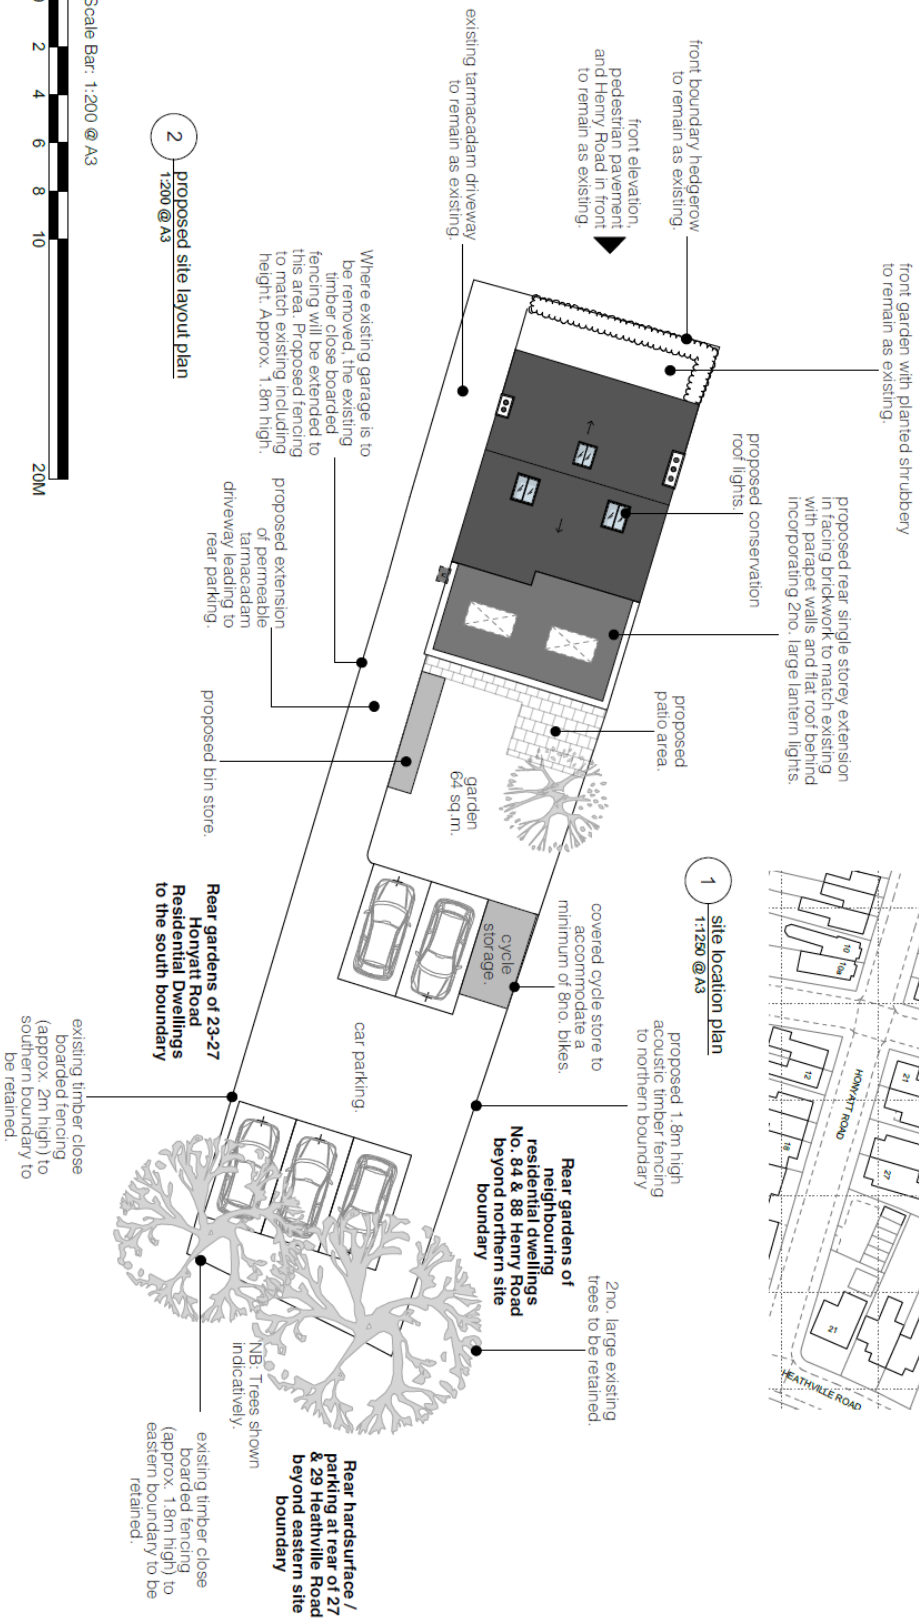 front garden with planted shrubbery
to remain as existing.
front boundary hedgerow
to remain as existing.
front elevation,
pedestrian pavement
and Henry Road in front
to remain as existing.
existing tarmacadam driveway
to remain as existing.
proposed rear single storey extension
in facing brickwork to match existing
with parapet walls and flat roof behind
incorporating 2no. large lantern lights.
proposed conservation
roof lights.
proposed
patio area.
Where existing garage is to
be removed, the existing
timber close boarded
fencing will be extended to
this area. Proposed fencing
to match existing including
height. Approx. 1.8m high.
proposed extension
of permeable
tarmacadam
driveway leading to
rear parking.
proposed bin store.
garden
64 sq.m.
cycle
storage.
covered cycle store to
accommodate a
minimum of 8no. bikes.
car parking.
proposed 1.8m high
acoustic timber fencing
to northern boundary
Rear gardens of
neighbouring
residential dwellings
No. 84 & 88 Henry Road
beyond northern site
boundary
Rear gardens of 23-27
Honyatt Road
Residential Dwellings
to the south boundary
existing timber close
boarded fencing
(approx. 2m high) to
southern boundary to
be retained.
2no. large existing
trees to be retained.
NB: Trees shown
indicatively.
existing timber close
boarded fencing
(approx. 1.8m high) to
eastern boundary to be
retained.
Rear hardsurface /
parking at rear of 27
& 29 Heathville Road
beyond eastern site
boundary
1
site location plan
1:1250 @ A3
10
10a
12
18
21
27
21
HONYATT ROAD
HEATHVILLE ROAD
2
proposed site layout plan
1:200 @ A3
Scale Bar: 1:200 @ A3
2 4 6 8 10 20M